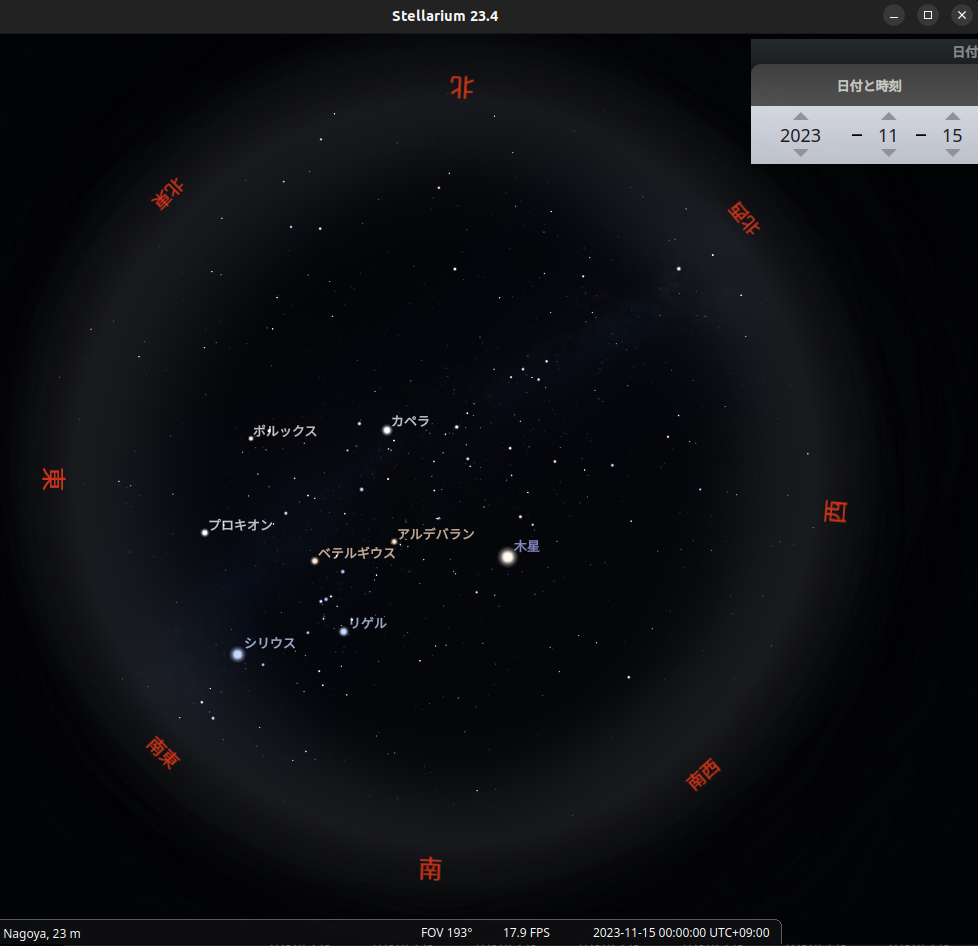 Stellarium 23.4
日付
日付と時刻
2023 - 11 - 15
北
北東
北西
カペラ
ポルックス
東
西
プロキオン
アルデバラン
木星
ベテルギウス
リゲル
シリウス
南東
南西
南
Nagoya, 23 m FOV 193° 17.9 FPS 2023-11-15 00:00:00 UTC+09:00